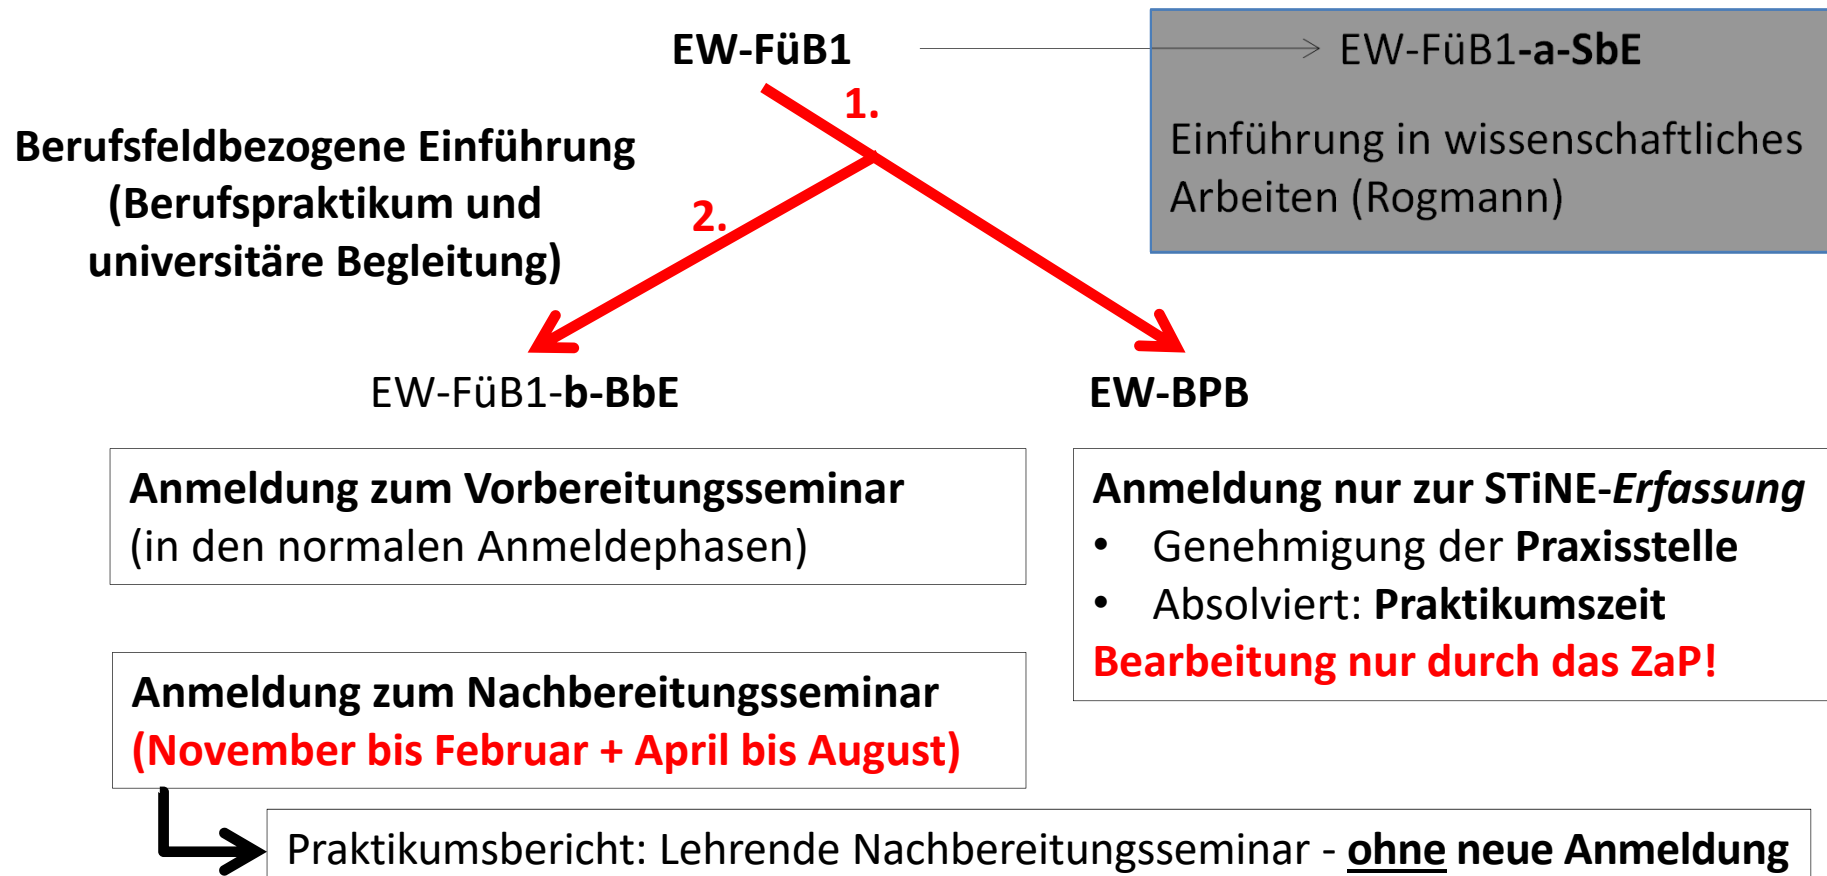 EW-FüB1
EW-FüB1-a-SbE
1.
Einführung in wissenschaftliches
Arbeiten (Rogmann)
Berufsfeldbezogene Einführung
(Berufspraktikum und
universitäre Begleitung)
2.
EW-FüB1-b-BbE
EW-BPB
Anmeldung zum Vorbereitungsseminar
(in den normalen Anmeldephasen)
Anmeldung nur zur STiNE-Erfassung
• Genehmigung der Praxisstelle
• Absolviert: Praktikumszeit
Bearbeitung nur durch das ZaP!
Anmeldung zum Nachbereitungsseminar
(November bis Februar + April bis August)
Praktikumsbericht: Lehrende Nachbereitungsseminar - ohne neue Anmeldung